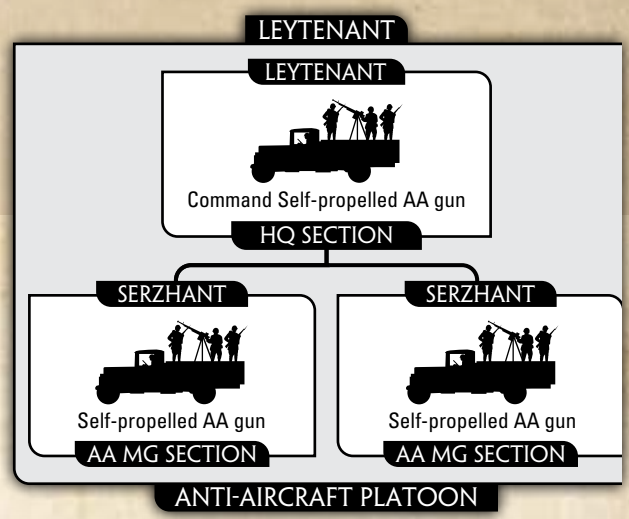 LEYTENANT
LEYTENANT
Command Self-propelled AA gun
HQ SECTION
SERZHANT
Self-propelled AA gun
AA MG SECTION
SERZHANT
Self-propelled AA gun
AA MG SECTION
ANTI-AIRCRAFT PLATOON